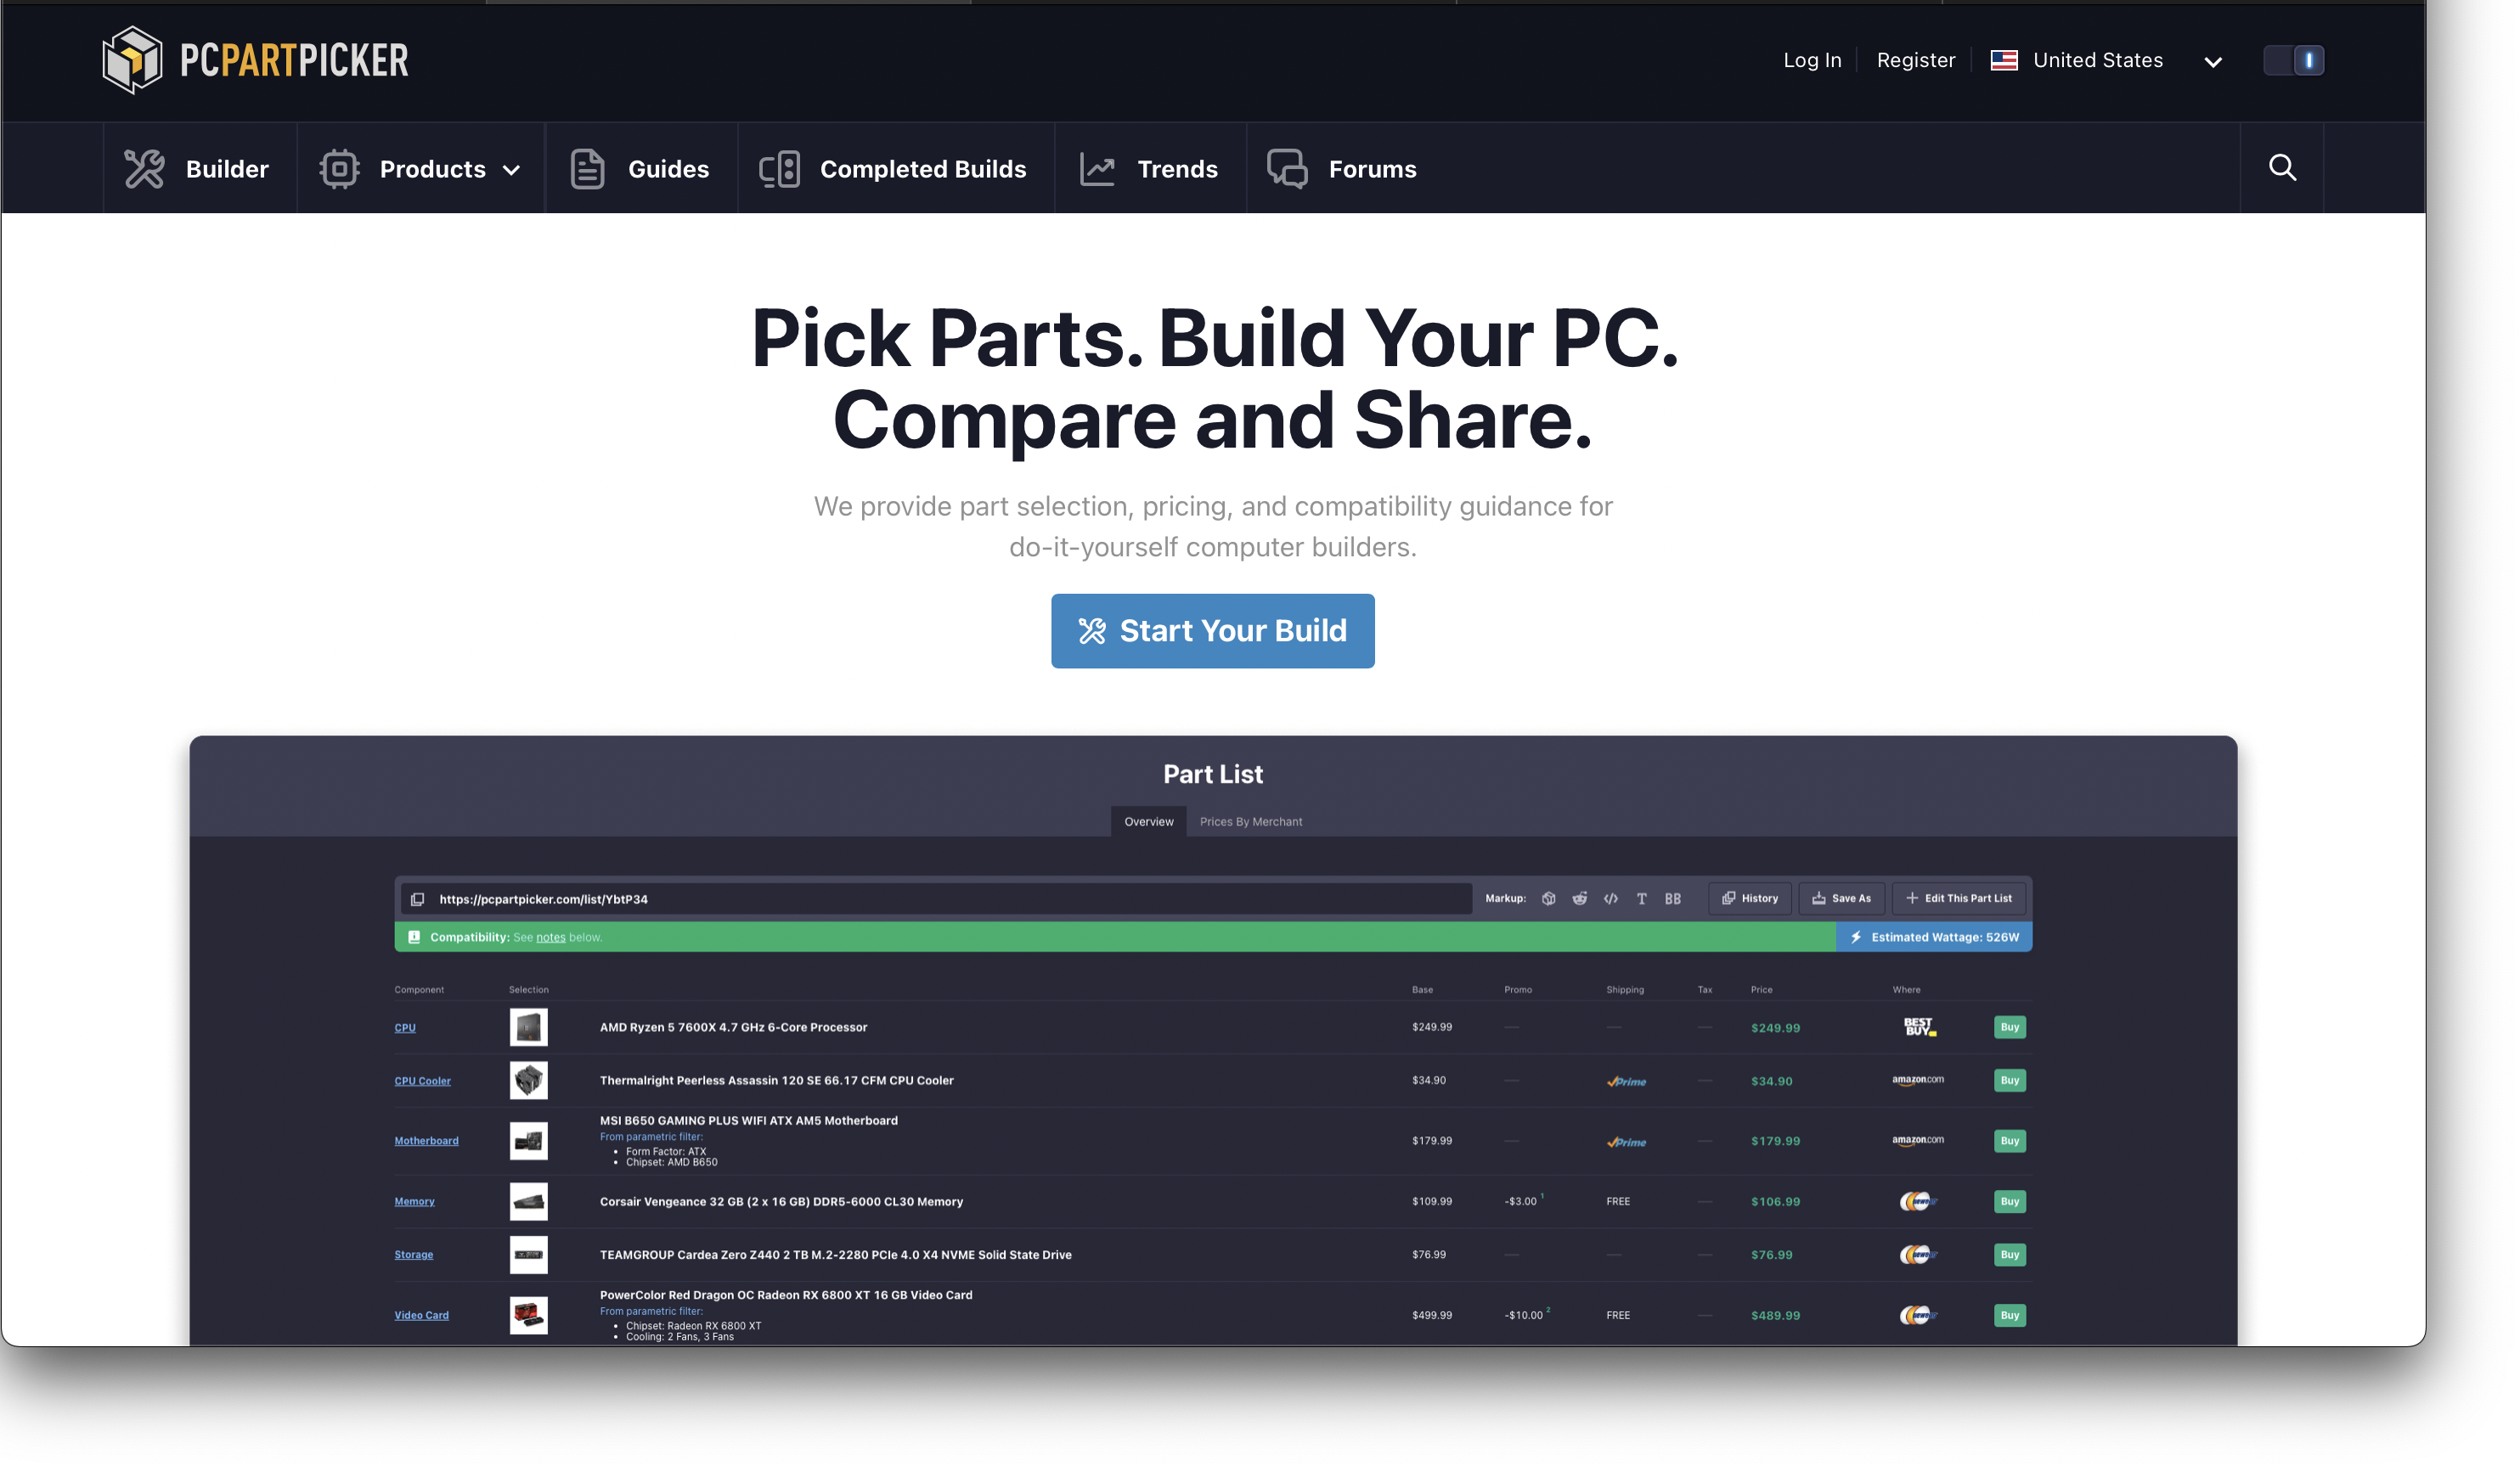 PCPARTPICKER
Log In
Register
United States
Builder
Products
Guides
Completed Builds
Trends
Forums
Pick Parts. Build Your PC.
Compare and Share.
We provide part selection, pricing, and compatibility guidance for
do-it-yourself computer builders.
Start Your Build
Part List
Overview
Prices By Merchant
https://pcpartpicker.com/list/YbtP34
Markup:
</>
T
BB
History
Save As
Edit This Part List
Compatibility: See notes below.
Estimated Wattage: 526W
Component Selection Base Promo Shipping Tax Price Where
CPU AMD Ryzen 5 7600X 4.7 GHz 6-Core Processor $249.99 — — — $249.99 BEST BUY Buy
CPU Cooler Thermalright Peerless Assassin 120 SE 66.17 CFM CPU Cooler $34.90 — Prime — $34.90 amazon.com Buy
MSI B650 GAMING PLUS WIFI ATX AM5 Motherboard
From parametric filter:
Motherboard $179.99 — Prime — $179.99 amazon.com Buy
• Form Factor: ATX
• Chipset: AMD B650
Memory Corsair Vengeance 32 GB (2 x 16 GB) DDR5-6000 CL30 Memory $109.99 -$3.00 1 FREE — $106.99 Buy
Storage TEAMGROUP Cardea Zero Z440 2 TB M.2-2280 PCIe 4.0 X4 NVME Solid State Drive $76.99 — — — $76.99 Buy
PowerColor Red Dragon OC Radeon RX 6800 XT 16 GB Video Card
From parametric filter:
Video Card $499.99 -$10.00 2 FREE — $489.99 Buy
• Chipset: Radeon RX 6800 XT
• Cooling: 2 Fans, 3 Fans